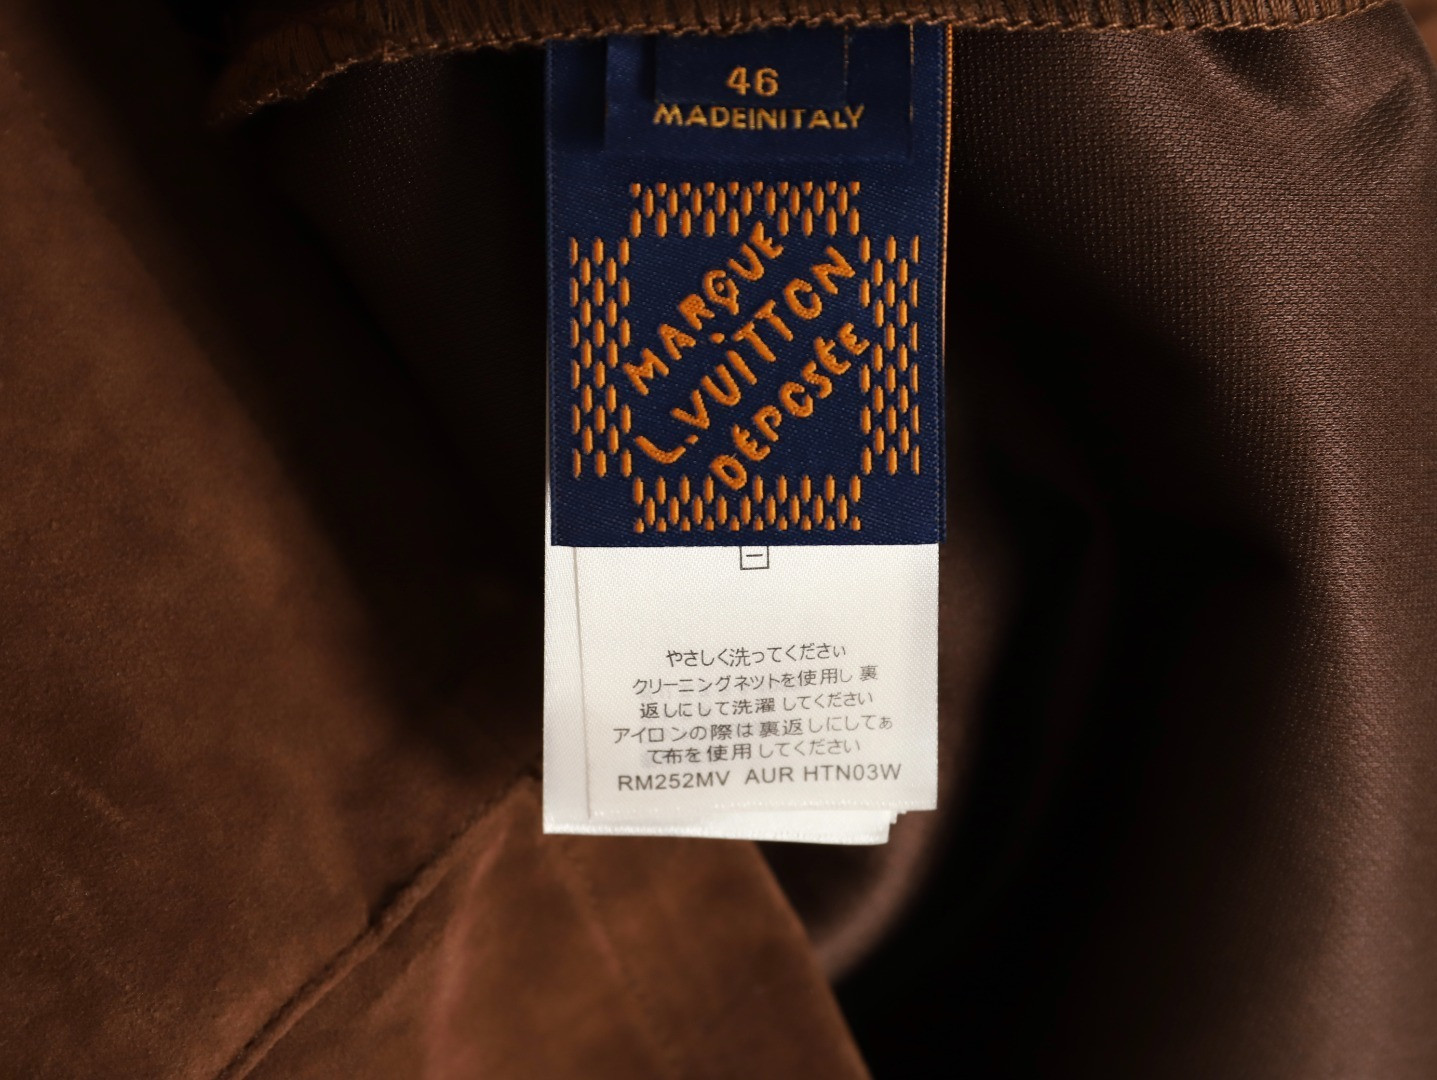 46
MADEINITALY
MARQUE
L.VUITTON
DÉPOSÉE
やさしく洗ってください
クリーニングネットを使用し 裏
返しにして洗濯 してください
アイロンの際は裏返しにしてぁ
て布を使用してください
RM252MV AUR HTN03W